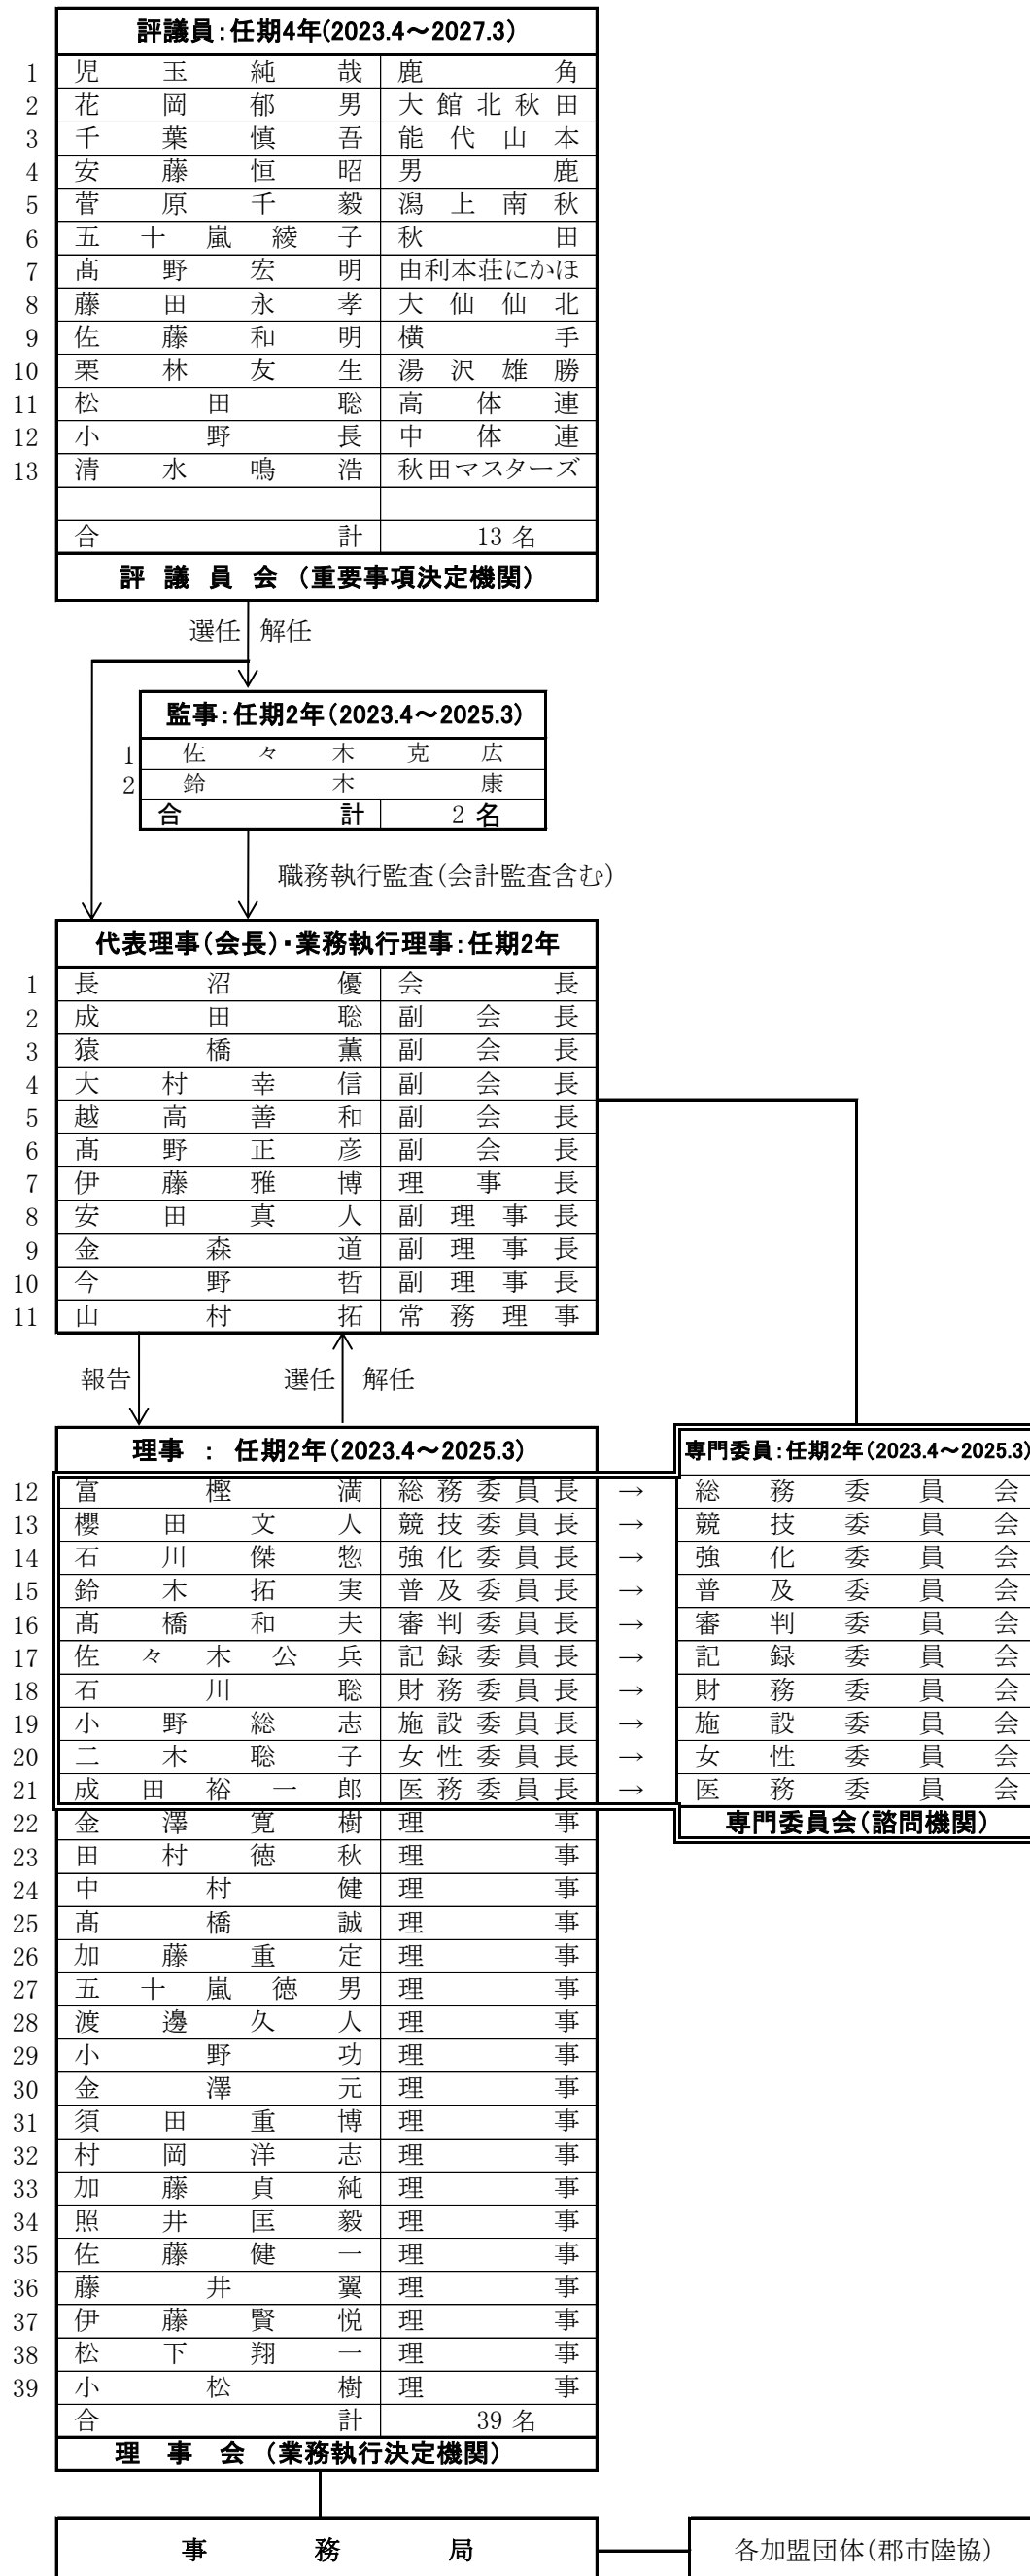 評議員:任期4年(2023.4～2027.3)
1 児玉純哉 鹿角
2 花岡郁男 大館北秋田
3 千葉慎吾 能代山本
4 安藤恒昭 男鹿
5 菅原千毅 潟上南秋
6 五十嵐綾子 秋田
7 髙野宏明 由利本荘にかほ
8 藤田永孝 大仙仙北
9 佐藤和明 横手
10 栗林友生 湯沢雄勝
11 松田聡 高体連
12 小野長 中体連
13 清水鳴浩 秋田マスターズ
合計 13 名
評議員会(重要事項決定機関)
選任 解任
監事:任期2年(2023.4～2025.3)
1 佐々木克広
2 鈴木康
合計 2 名
職務執行監査(会計監査含む)
代表理事(会長)・業務執行理事:任期2年
1 長沼優 会長
2 成田聡 副会長
3 猿橋薫 副会長
4 大村幸信 副会長
5 越高善和 副会長
6 髙野正彦 副会長
7 伊藤雅博 理事長
8 安田真人 副理事長
9 金森道 副理事長
10 今野哲 副理事長
11 山村拓 常務理事
報告 選任 解任
理事 : 任期2年(2023.4～2025.3) 専門委員:任期2年(2023.4～2025.3)
12 富樫満 総務委員長 → 総務委員会
13 櫻田文人 競技委員長 → 競技委員会
14 石川傑惣 強化委員長 → 強化委員会
15 鈴木拓実 普及委員長 → 普及委員会
16 髙橋和夫 審判委員長 → 審判委員会
17 佐々木公兵 記録委員長 → 記録委員会
18 石川聡 財務委員長 → 財務委員会
19 小野総志 施設委員長 → 施設委員会
20 二木聡子 女性委員長 → 女性委員会
21 成田裕一郎 医務委員長 → 医務委員会
22 金澤寛樹 理事 専門委員会(諮問機関)
23 田村徳秋 理事
24 中村健 理事
25 髙橋誠 理事
26 加藤重定 理事
27 五十嵐徳男 理事
28 渡邊久人 理事
29 小野功 理事
30 金澤元 理事
31 須田重博 理事
32 村岡洋志 理事
33 加藤貞純 理事
34 照井匡毅 理事
35 佐藤健一 理事
36 藤井翼 理事
37 伊藤賢悦 理事
38 松下翔一 理事
39 小松樹 理事
合計 39 名
理事会(業務執行決定機関)
事務局 各加盟団体(郡市陸協)